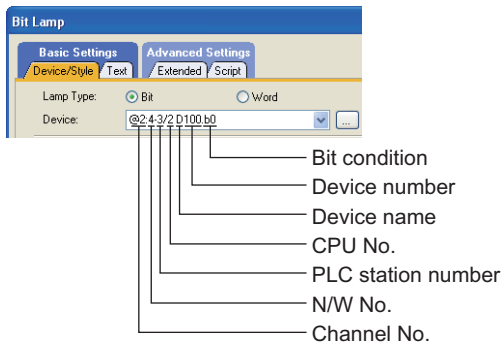 Bit Lamp
Basic Settings Advanced Settings
Device/Style Text Extended Script
Lamp Type: Bit Word
Device: @2:4-3/2 D100.b0 ...
Bit condition
Device number
Device name
CPU No.
PLC station number
N/W No.
Channel No.